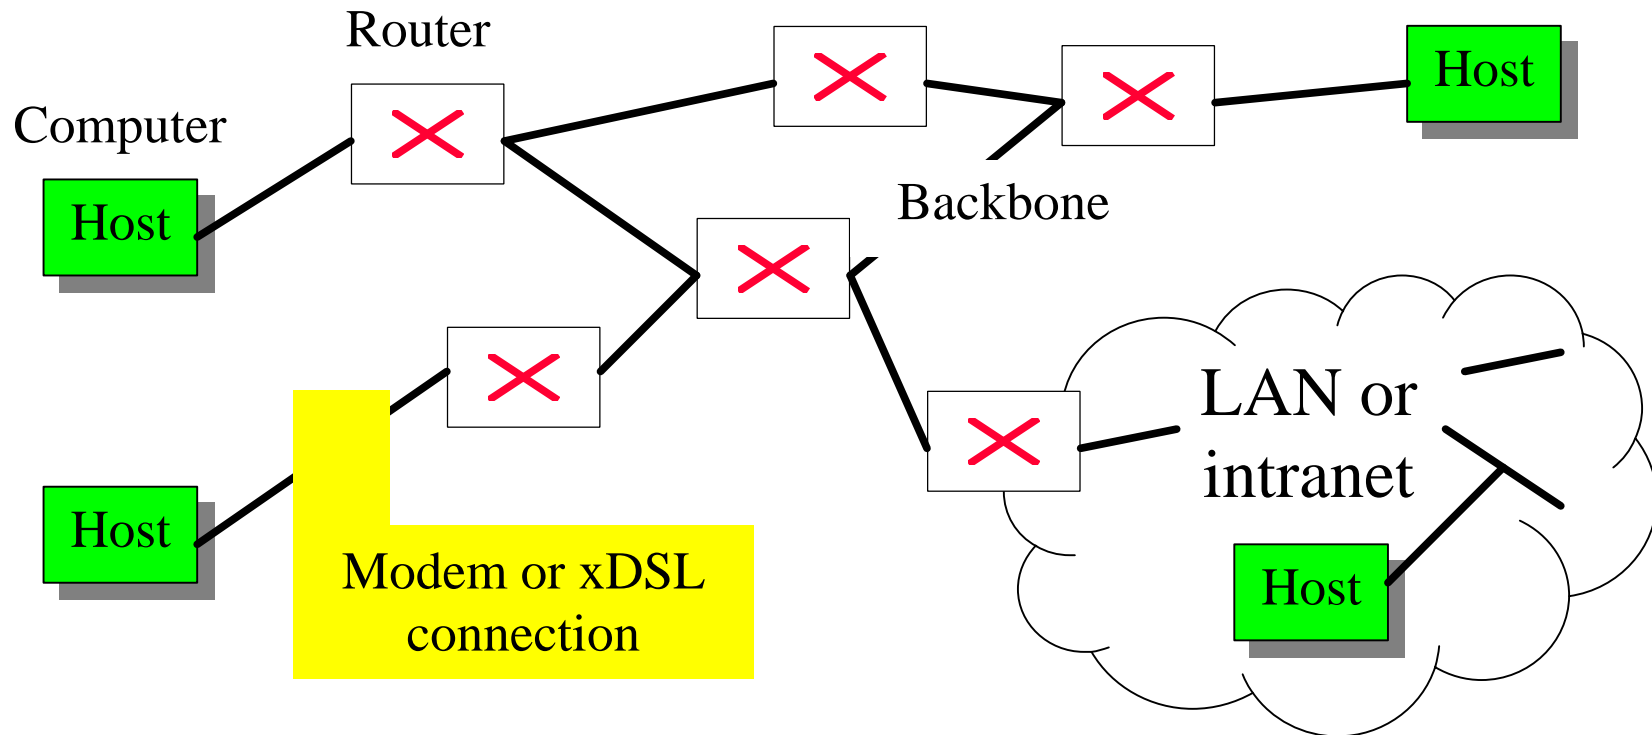 Router
Host
Computer
Host
Backbone
LAN or
intranet
Host
Modem or xDSL
connection
Host